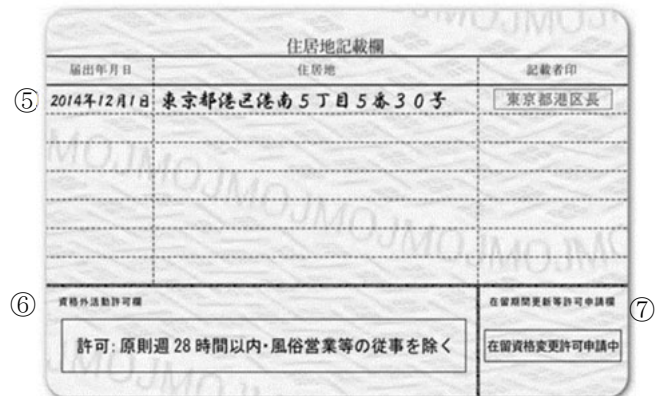 住居地記載欄
届出年月日 住居地 記載者印
⑤ 2014年12月1日 東京都港区港南5丁目5番30号 東京都港区長
MOJMOJMOJMOJMOJMOJ
⑥ 資格外活動許可欄 在留期間更新等許可申請欄 ⑦
許可:原則週28時間以内・風俗営業等の従事を除く 在留資格変更許可申請中